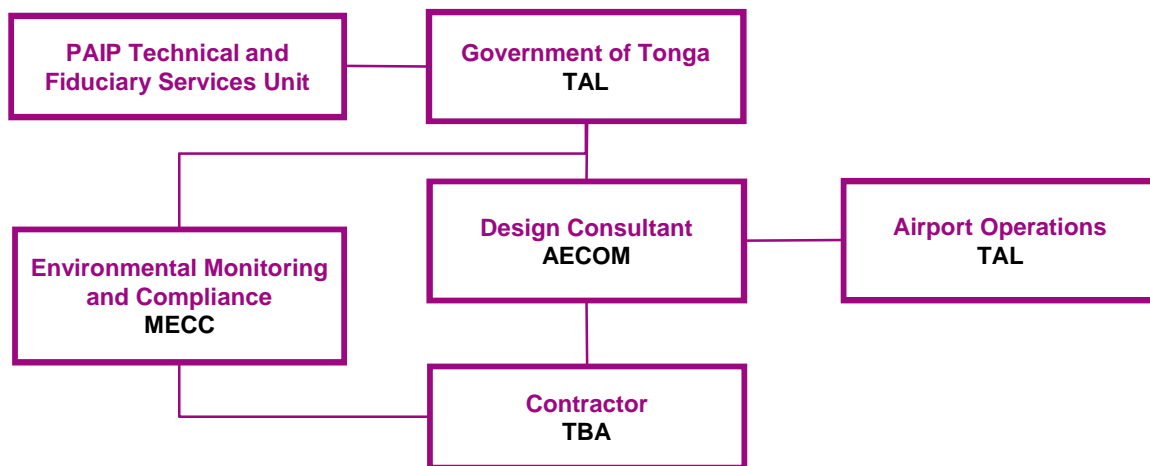 PAIP Technical and
Fiduciary Services Unit
Government of Tonga
TAL
Design Consultant
AECOM
Airport Operations
TAL
Environmental Monitoring
and Compliance
MECC
Contractor
TBA